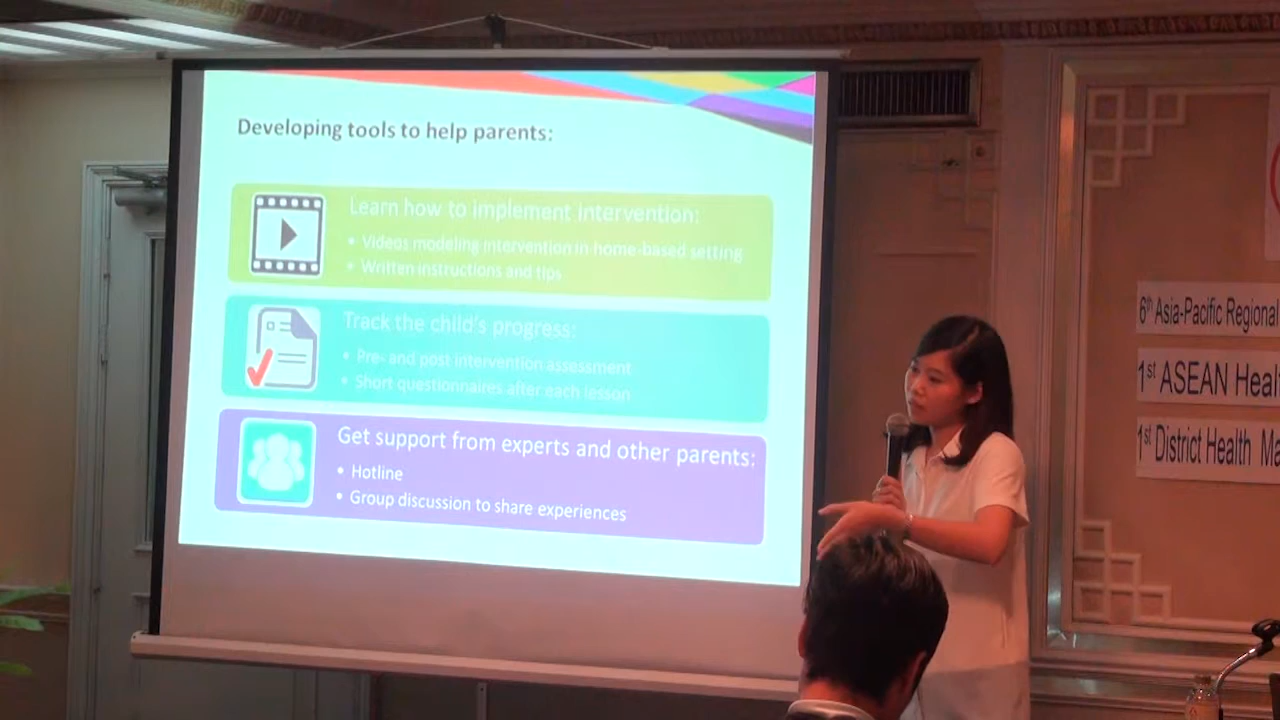 Developing tools to help parents:
Learn how to implement intervention:
• Videos modeling intervention in home-based setting
• Written instructions and tips
Track the child's progress:
• Pre- and post intervention assessment
• Short questionnaires after each lesson
Get support from experts and other parents:
• Hotline
• Group discussion to share experiences
6th Asia-Pacific Regional
1st ASEAN Heal
1st District Health Ma